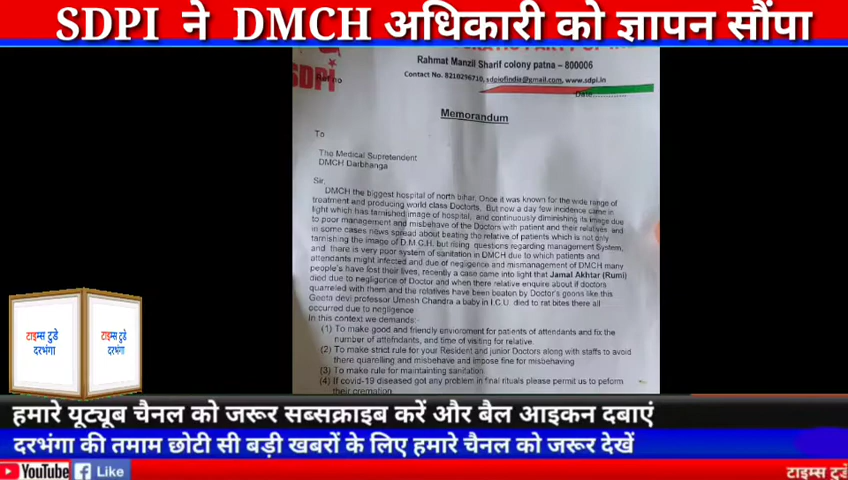 SDPI ने DMCH अधिकारी को ज्ञापन सौंपा
Rahmat Manzil Sharif colony patna – 800006
SDPi
Ref no
Contact No. 8210296710, sdpiofindia@gmail.com, www.sdpi.in
Date..............
Memorandum
To
The Medical Supretendent
DMCH Darbhanga
Sir,
DMCH the biggest hospital of north bihar, Once it was known for the wide range of
treatment and producing world class Doctorts. But now a day few incidence came in
light which has tarnished image of hospital, and continuously diminishing its image due
to poor management and misbehave of the Doctors with patient and their relatives and
in some cases news spread about beating the relative of patients which is not only
tarnishing the image of D.M.C.H, but rising questions regarding management System,
and there is very poor system of sanitation in DMCH due to which patients and
attendants might infected and due of negligence and mismanagement of DMCH many
people's have lost their lives, recently a case come into light that Jamal Akhtar (Rumi)
died due to negligence of Doctor and when there relative enquire about if doctors
quarreled with them and the relatives have been beaten by Doctor's goons like this
Geeta devi professor Umesh Chandra a baby in I.C.U. died to rat bites there all
occurred due to negligence
In this context we demands:-
(1) To make good and friendly envioroment for patients of attendants and fix the
number of attefndants, and time of visiting for relative.
(2) To make strict rule for your Resident and junior Doctors along with staffs to avoid
there quarelling and misbehave and impose fine for misbehaving
(3) To make rule for maintainting sanitation
(4) If covid-19 diseased got any problem in final rituals please permit us to peform
their cremation
टाइम्स टुडे
दरभंगा
टाइम्स टुडे
दरभंगा
हमारे यूट्यूब चैनल को जरूर सब्सक्राइब करें और बैल आइकन दबाएं
दरभंगा की तमाम छोटी सी बड़ी खबरों के लिए हमारे चैनल को जरूर देखें
YouTube
f Like
टाइम्स टुडे